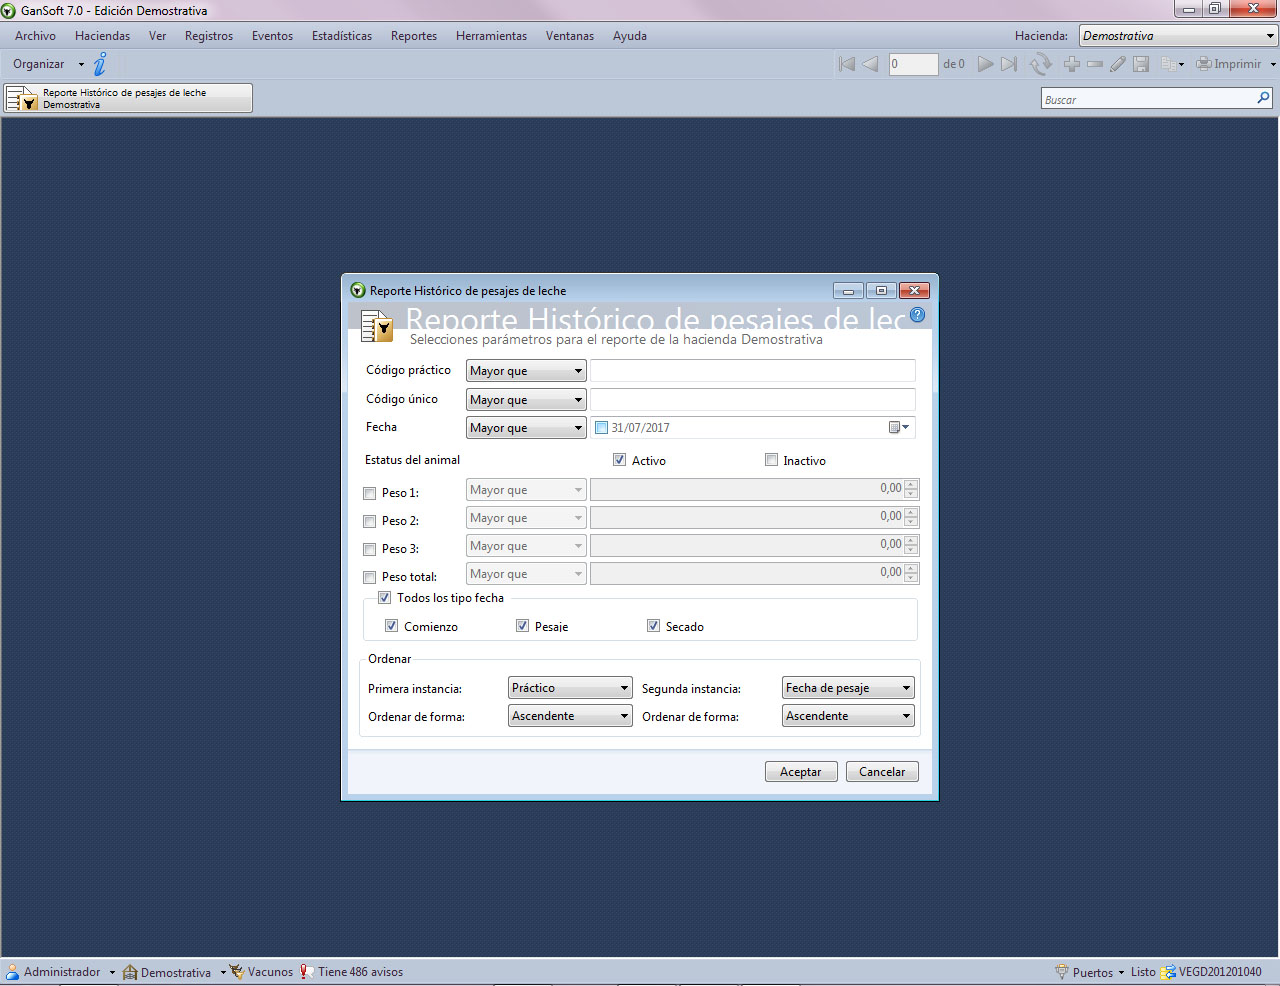 GanSoft 7.0 - Edición Demostrativa
Archivo Haciendas Ver Registros Eventos Estadísticas Reportes Herramientas Ventanas Ayuda Hacienda: Demostrativa
Organizar 0 de 0 Imprimir
Reporte Histórico de pesajes de leche
Demostrativa
Buscar
Reporte Histórico de pesajes de leche
Reporte Histórico de pesajes de lec
Selecciones parámetros para el reporte de la hacienda Demostrativa
Código práctico Mayor que
Código único Mayor que
Fecha Mayor que 31/07/2017
Estatus del animal Activo Inactivo
Peso 1: Mayor que 0,00
Peso 2: Mayor que 0,00
Peso 3: Mayor que 0,00
Peso total: Mayor que 0,00
Todos los tipo fecha
Comienzo Pesaje Secado
Ordenar
Primera instancia: Práctico Segunda instancia: Fecha de pesaje
Ordenar de forma: Ascendente Ordenar de forma: Ascendente
Aceptar Cancelar
Administrador Demostrativa Vacunos Tiene 486 avisos Puertos Listo VEGD201201040